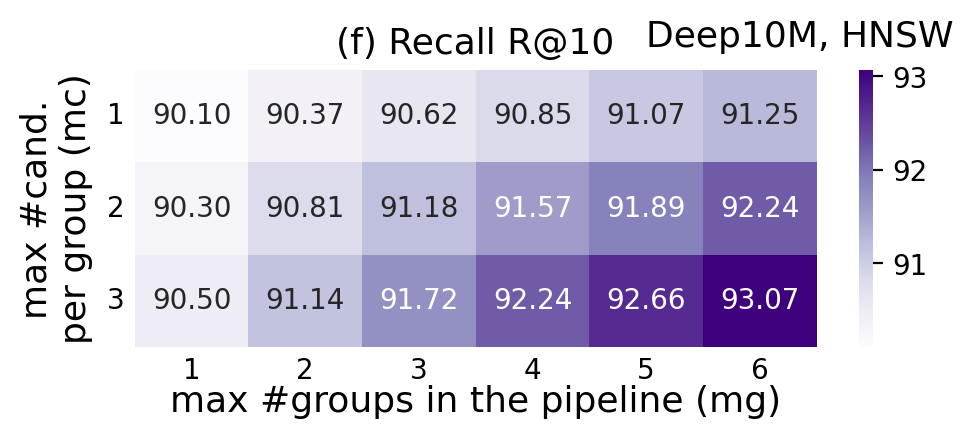 (f) Recall R@10
Deep10M, HNSW
max #cand.
per group (mc)
1 90.10 90.37 90.62 90.85 91.07 91.25
2 90.30 90.81 91.18 91.57 91.89 92.24
3 90.50 91.14 91.72 92.24 92.66 93.07
1 2 3 4 5 6
max #groups in the pipeline (mg)
93
92
91